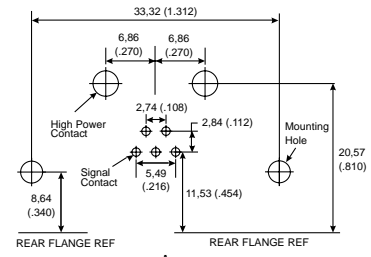 33,32 (1.312)
6,86
(.270)
6,86
(.270)
High Power
Contact
2,74 (.108)
2,84 (.112)
Mounting
Hole
20,57
(.810)
Signal
Contact
5,49
(.216)
8,64
(.340)
11,53 (.454)
REAR FLANGE REF
REAR FLANGE REF